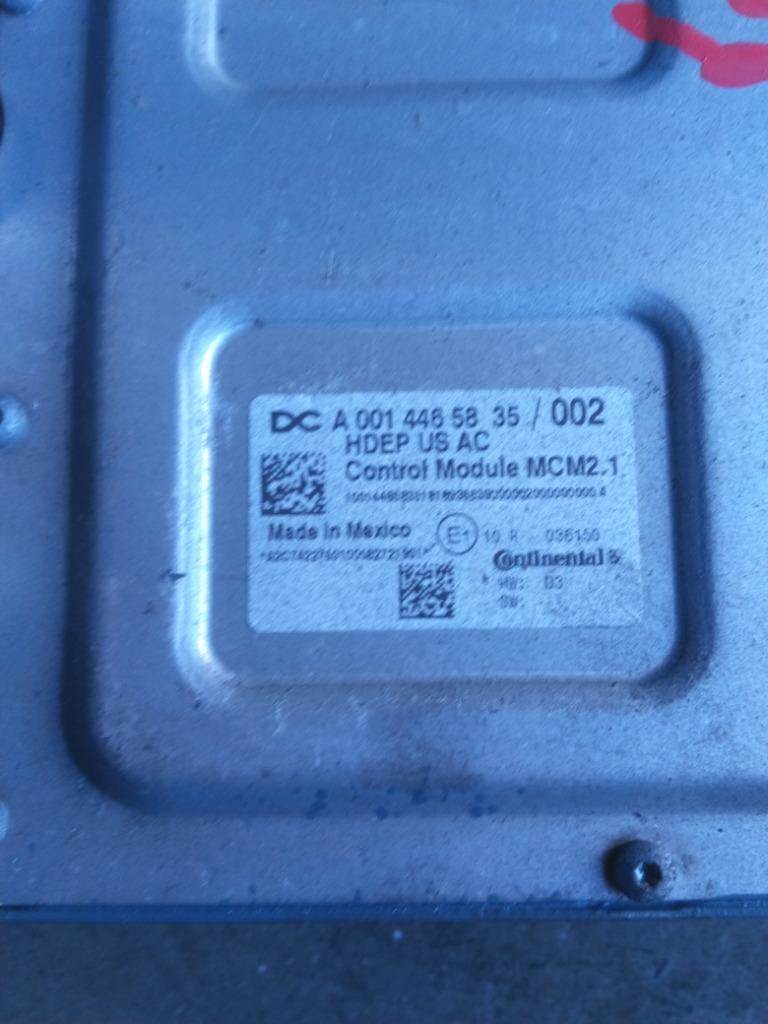 DC A 001 446 58 35 / 002
HDEP US AC
Control Module MCM2.1
Made in Mexico
E1 10 R 036150
Continental
HW: D3
SW: